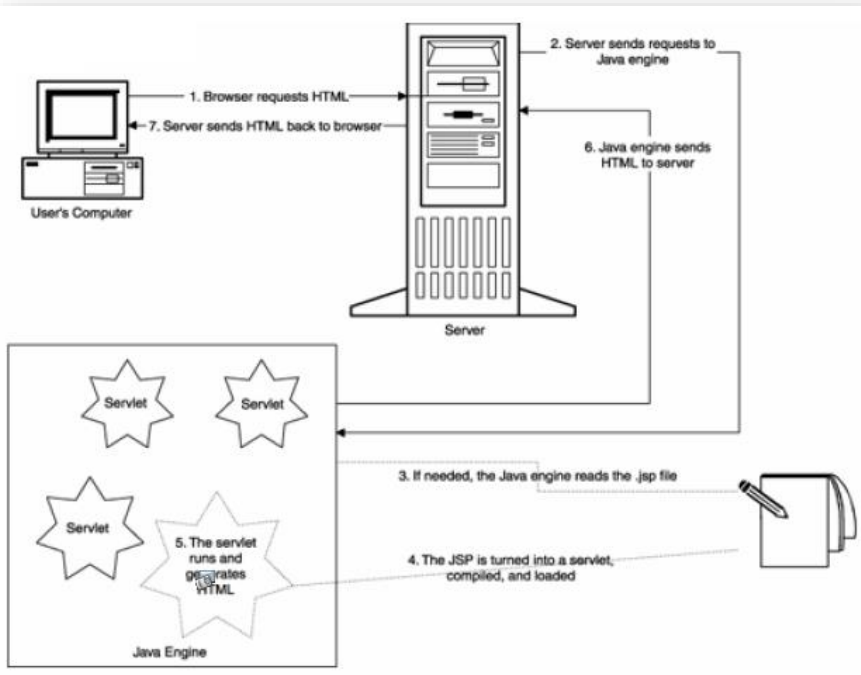 2. Server sends requests to
Java engine
1. Browser requests HTML
7. Server sends HTML back to browser
6. Java engine sends
HTML to server
User's Computer
Server
Servlet
Servlet
3. If needed, the Java engine reads the .jsp file
Servlet
5. The servlet
runs and
generates
HTML
4. The JSP is turned into a servlet,
compiled, and loaded
Java Engine